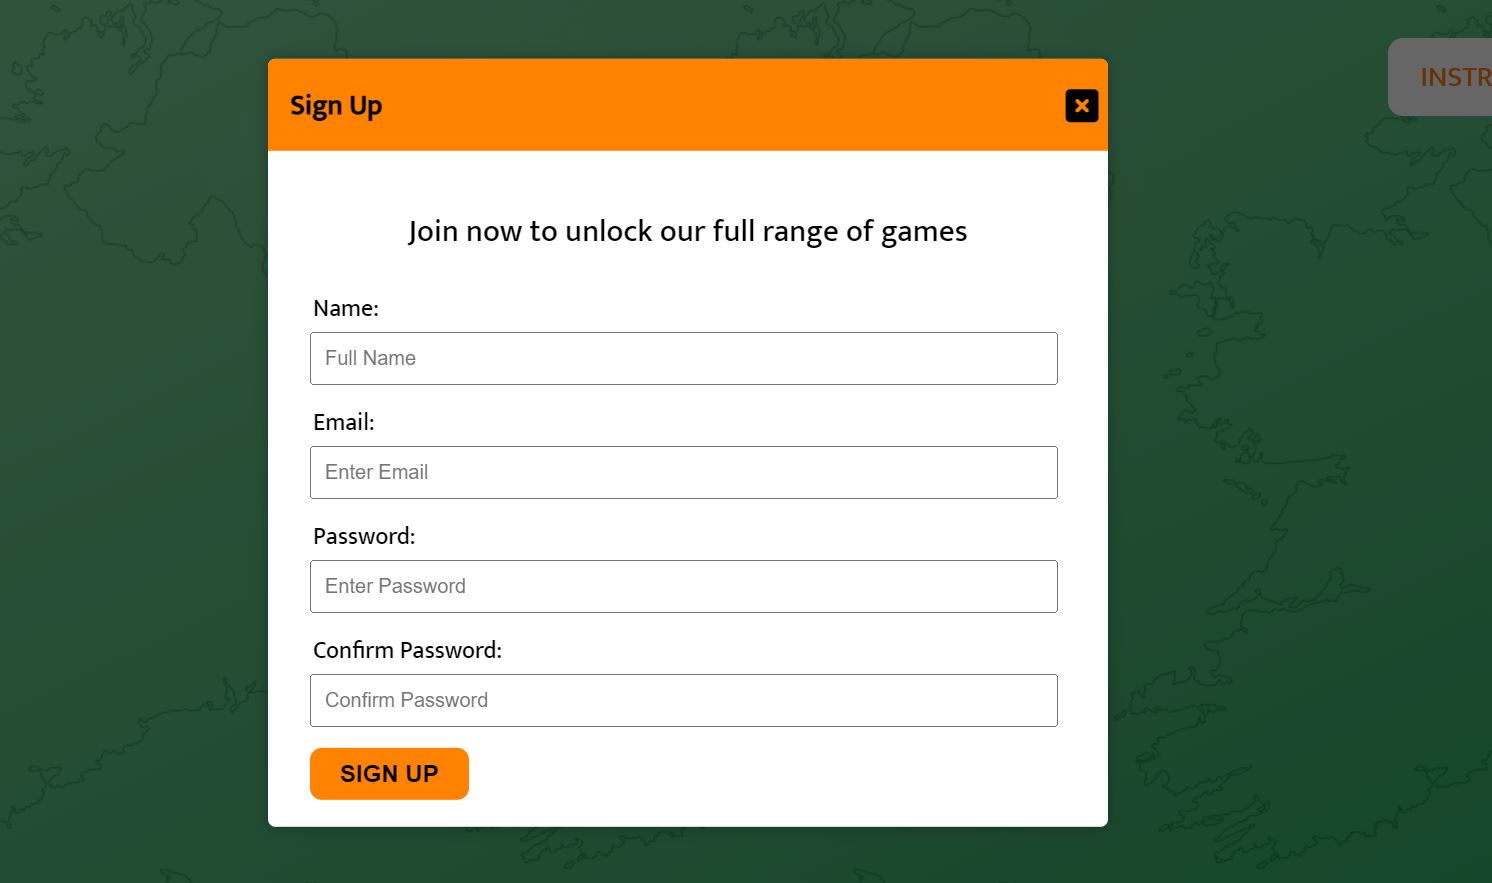 Sign Up
INSTR
Join now to unlock our full range of games
Name:
Full Name
Email:
Enter Email
Password:
Enter Password
Confirm Password:
Confirm Password
SIGN UP